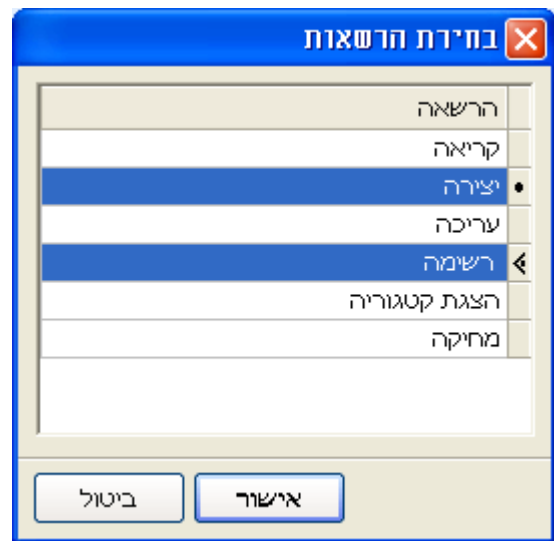 בחירת הרשאות
הרשאה
קריאה
יצירה
עריכה
רשימה
הצגת קטגוריה
מחיקה
אישור
ביטול